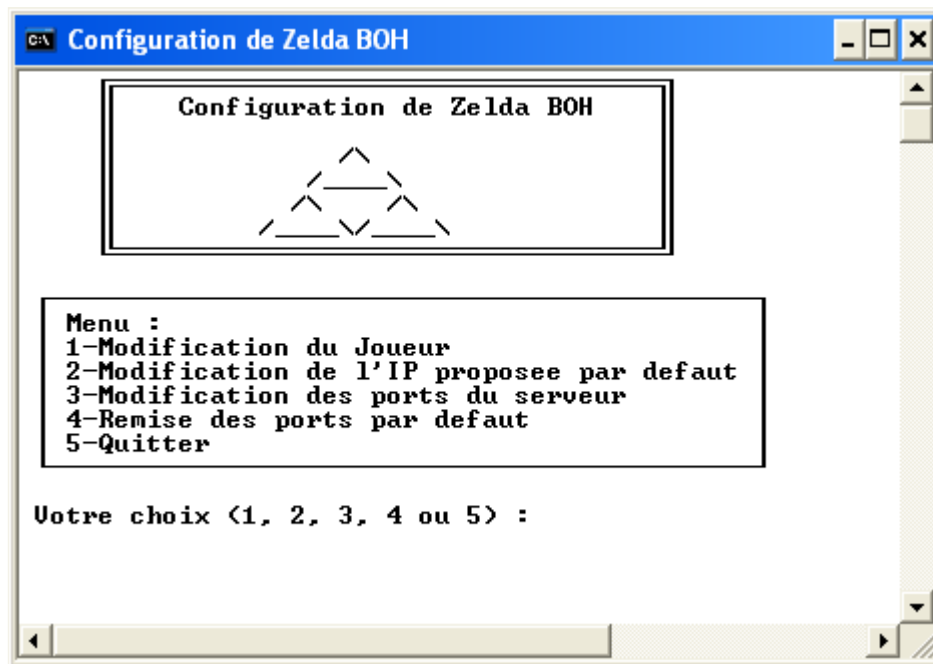 Configuration de Zelda BOH
Configuration de Zelda BOH
Menu :
1-Modification du Joueur
2-Modification de l'IP proposee par defaut
3-Modification des ports du serveur
4-Remise des ports par defaut
5-Quitter
Votre choix (1, 2, 3, 4 ou 5) :